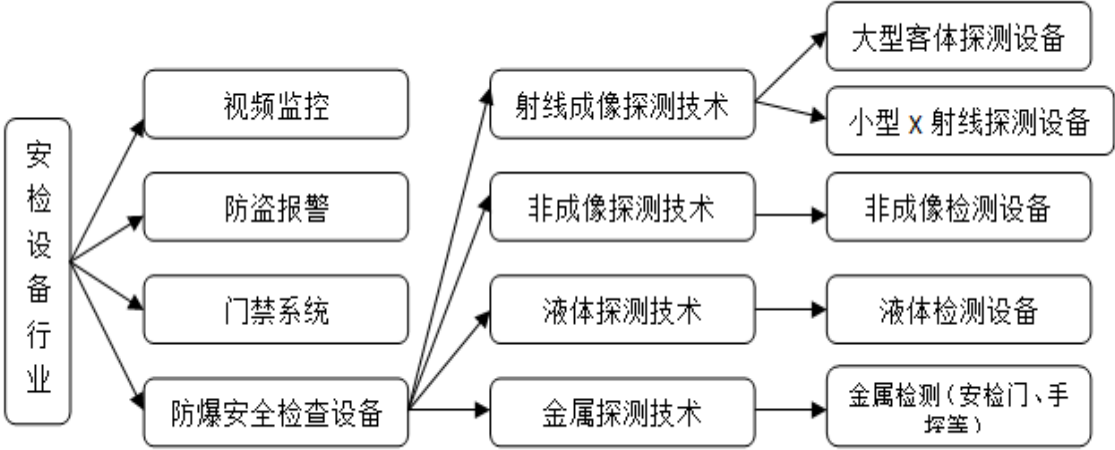 安检设备行业
视频监控
防盗报警
门禁系统
防爆安全检查设备
射线成像探测技术
非成像探测技术
液体探测技术
金属探测技术
大型客体探测设备
小型 X 射线探测设备
非成像检测设备
液体检测设备
金属检测（安检门、手
探等）